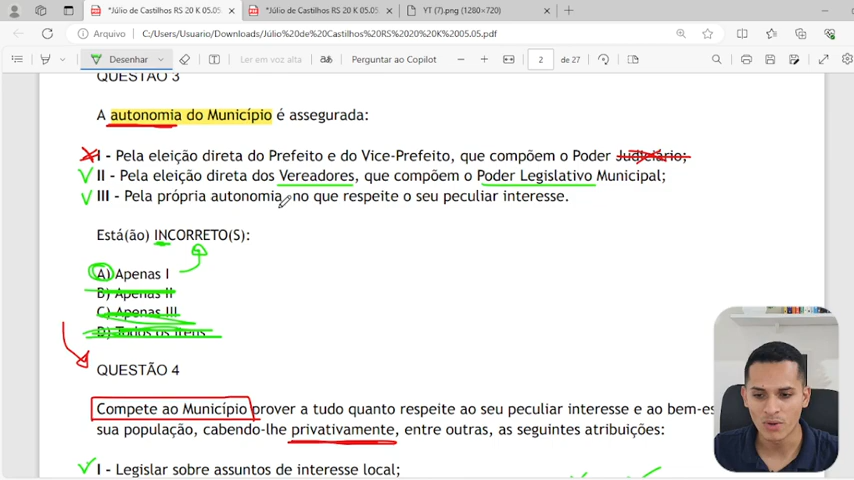 *Júlio de Castilhos RS 20 K 05.05
*Júlio de Castilhos RS 20 K 05.05.
YT (7).png (1280×720)
Arquivo
C:/Users/Usuario/Downloads/Júlio%20de%20Castilhos%20RS%2020%20K%2005.05.pdf
Desenhar
Ler em voz alta
Perguntar ao Copilot
2
de 27
QUESTÃO 3
A autonomia do Município é assegurada:
I - Pela eleição direta do Prefeito e do Vice-Prefeito, que compõem o Poder Judiciário;
II - Pela eleição direta dos Vereadores, que compõem o Poder Legislativo Municipal;
III - Pela própria autonomia no que respeite o seu peculiar interesse.
Está(ão) INCORRETO(S):
A) Apenas I
B) Apenas II
C) Apenas III
D) Todos os itens
QUESTÃO 4
Compete ao Município prover a tudo quanto respeite ao seu peculiar interesse e ao bem-es
sua população, cabendo-lhe privativamente, entre outras, as seguintes atribuições:
I - Legislar sobre assuntos de interesse local;